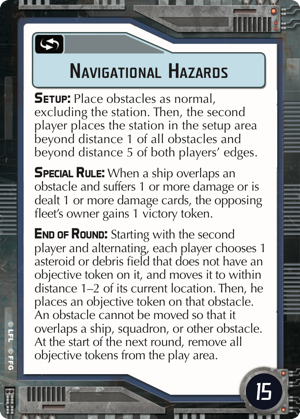 NAVIGATIONAL HAZARDS
SETUP: Place obstacles as normal,
excluding the station. Then, the second
player places the station in the setup area
beyond distance 1 of all obstacles and
beyond distance 5 of both players' edges.
SPECIAL RULE: When a ship overlaps an
obstacle and suffers 1 or more damage or is
dealt 1 or more damage cards, the opposing
fleet's owner gains 1 victory token.
END OF ROUND: Starting with the second
player and alternating, each player chooses 1
asteroid or debris field that does not have an
objective token on it, and moves it to within
distance 1–2 of its current location. Then, he
places an objective token on that obstacle.
An obstacle cannot be moved so that it
overlaps a ship, squadron, or other obstacle.
At the start of the next round, remove all
objective tokens from the play area.
© LFL © FFG
15